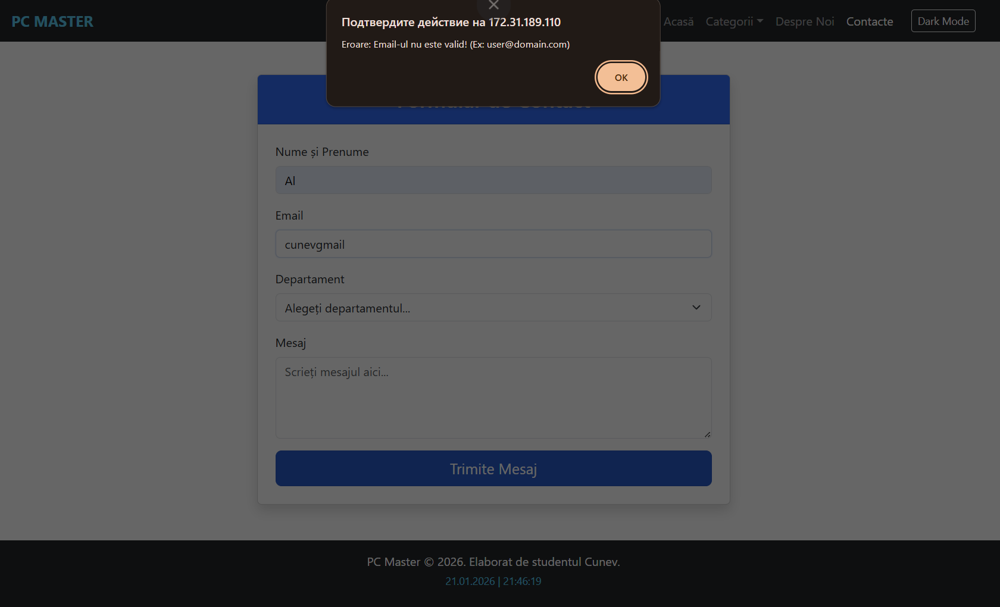 PC MASTER
Acasă Categorii Despre Noi Contacte Dark Mode
Подтвердите действие на 172.31.189.110
Eroare: Email-ul nu este valid! (Ex: user@domain.com)
OK
Nume și Prenume
Al
Email
cunevgmail
Departament
Alegeți departamentul...
Mesaj
Scrieți mesajul aici...
Trimite Mesaj
PC Master © 2026. Elaborat de studentul Cunev.
21.01.2026 | 21:46:19